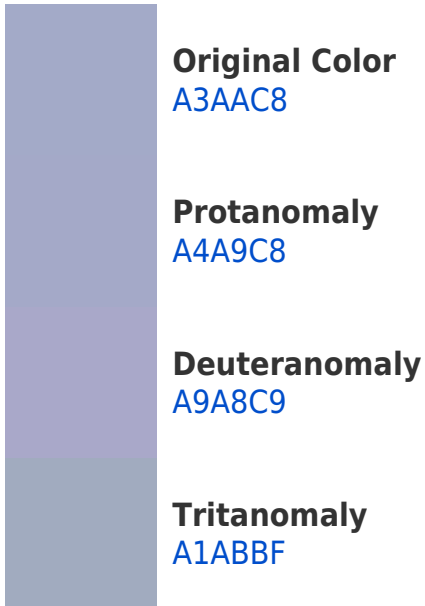 Original Color
A3AAC8
Protanomaly
A4A9C8
Deuteranomaly
A9A8C9
Tritanomaly
A1ABBF